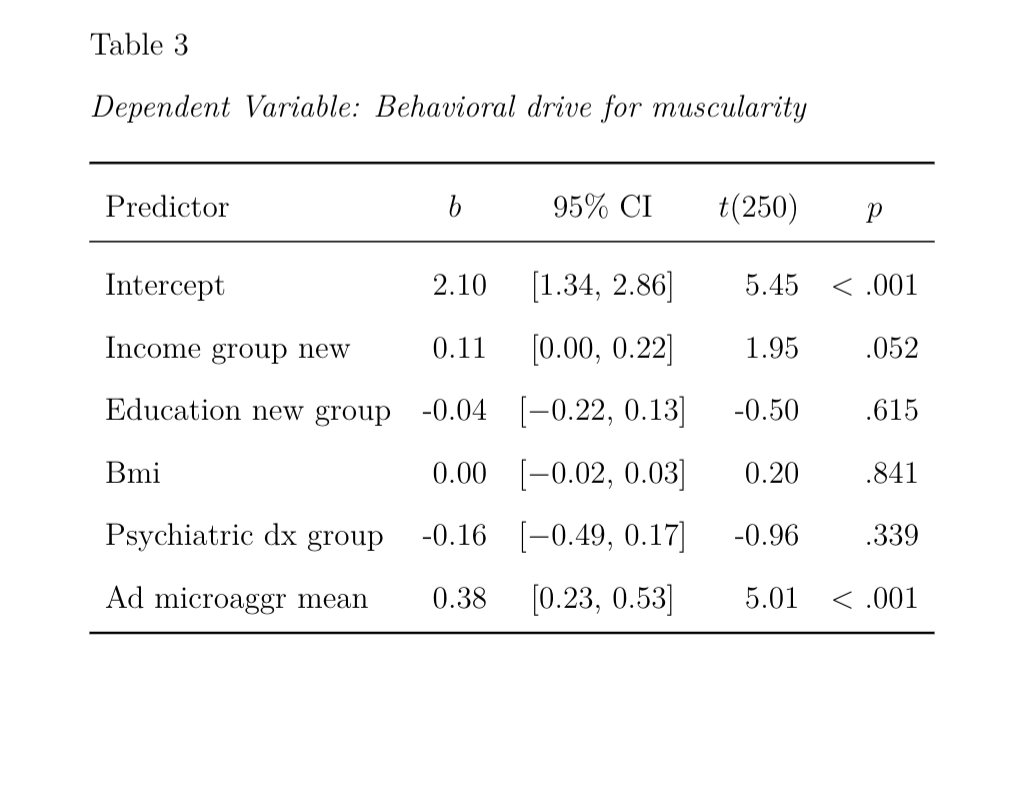 Table 3
Dependent Variable: Behavioral drive for muscularity
Predictor b 95% CI t(250) p
Intercept 2.10 [1.34, 2.86] 5.45 < .001
Income group new 0.11 [0.00, 0.22] 1.95 .052
Education new group -0.04 [−0.22, 0.13] -0.50 .615
Bmi 0.00 [−0.02, 0.03] 0.20 .841
Psychiatric dx group -0.16 [−0.49, 0.17] -0.96 .339
Ad microaggr mean 0.38 [0.23, 0.53] 5.01 < .001